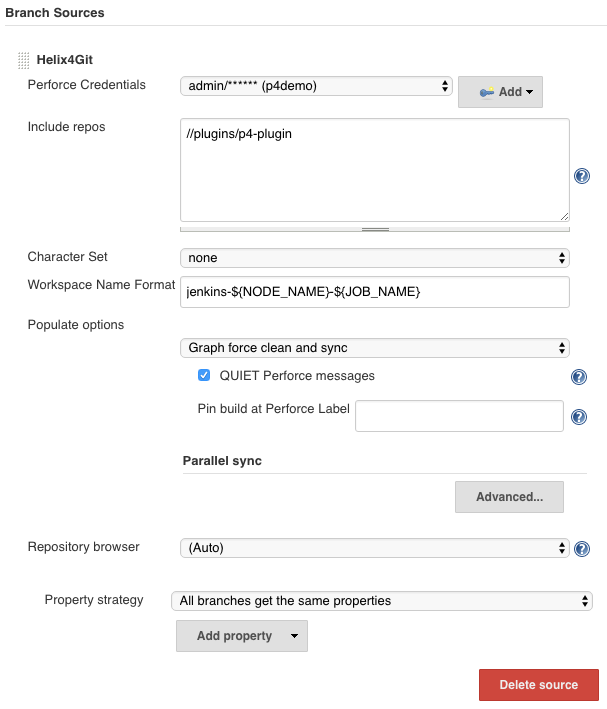 Branch Sources
Helix4Git
Perforce Credentials
admin/****** (p4demo)
Add
Include repos
//plugins/p4-plugin
Character Set
none
Workspace Name Format
jenkins-${NODE_NAME}-${JOB_NAME}
Populate options
Graph force clean and sync
QUIET Perforce messages
Pin build at Perforce Label
Parallel sync
Advanced...
Repository browser
(Auto)
Property strategy
All branches get the same properties
Add property
Delete source